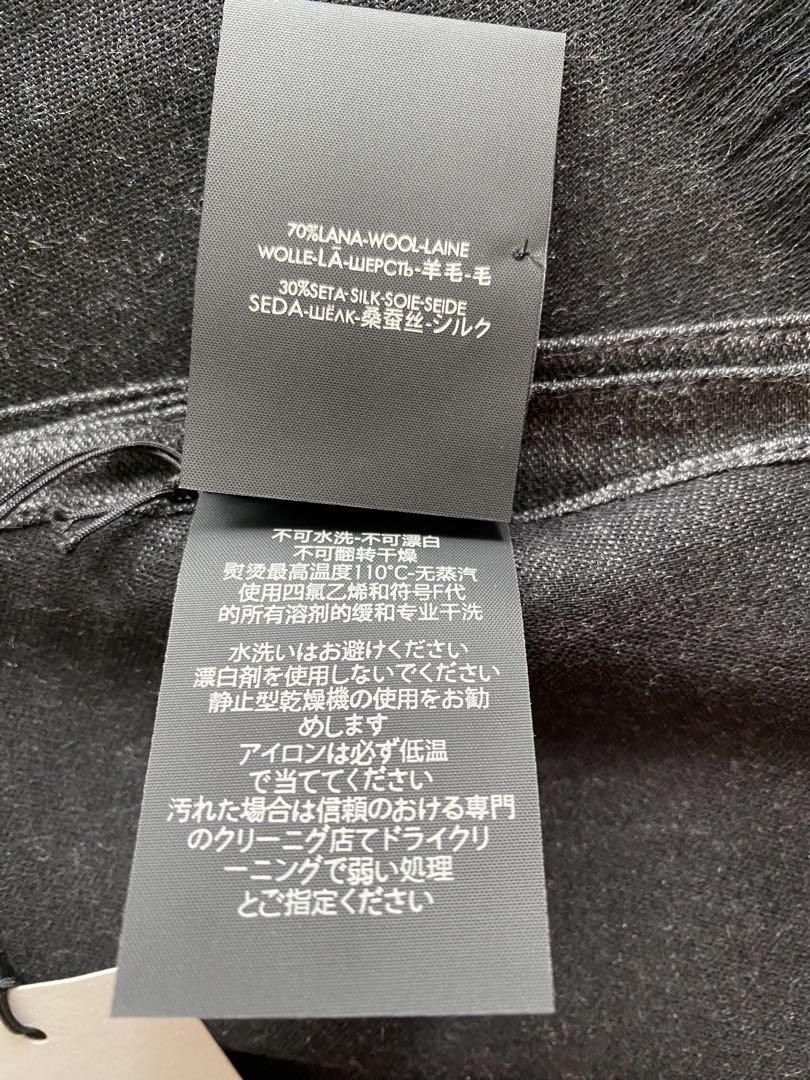 70%LANA-WOOL-LAINE
WOLLE-LÃ-ШЕРСТЬ-羊毛-毛
30%SETA-SILK-SOIE-SEIDE
SEDA-ШЁЛК-桑蚕丝-シルク
不可水洗-不可漂白
不可翻转干燥
熨烫最高温度110°C-无蒸汽
使用四氯乙烯和符号F代
的所有溶剂的缓和专业干洗
水洗いはお避けください
漂白剤を使用しないでください
静止型乾燥機の使用をお勧
めします
アイロンは必ず低温
で当ててください
汚れた場合は信頼のおける専門
のクリーニグ店てドライクリ
ーニングで弱い処理
とご指定ください